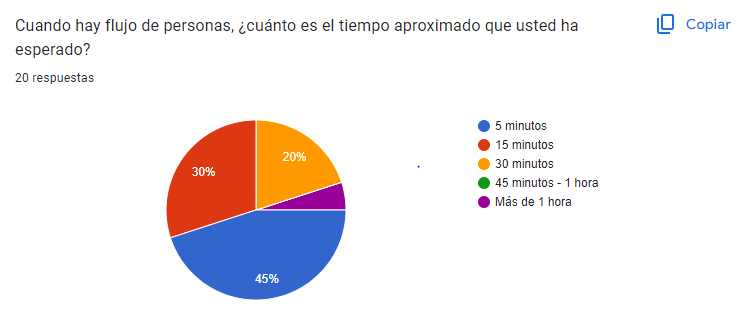 Cuando hay flujo de personas, ¿cuánto es el tiempo aproximado que usted ha
esperado?
Copiar
20 respuestas
20%
30%
45%
5 minutos
15 minutos
30 minutos
45 minutos - 1 hora
Más de 1 hora